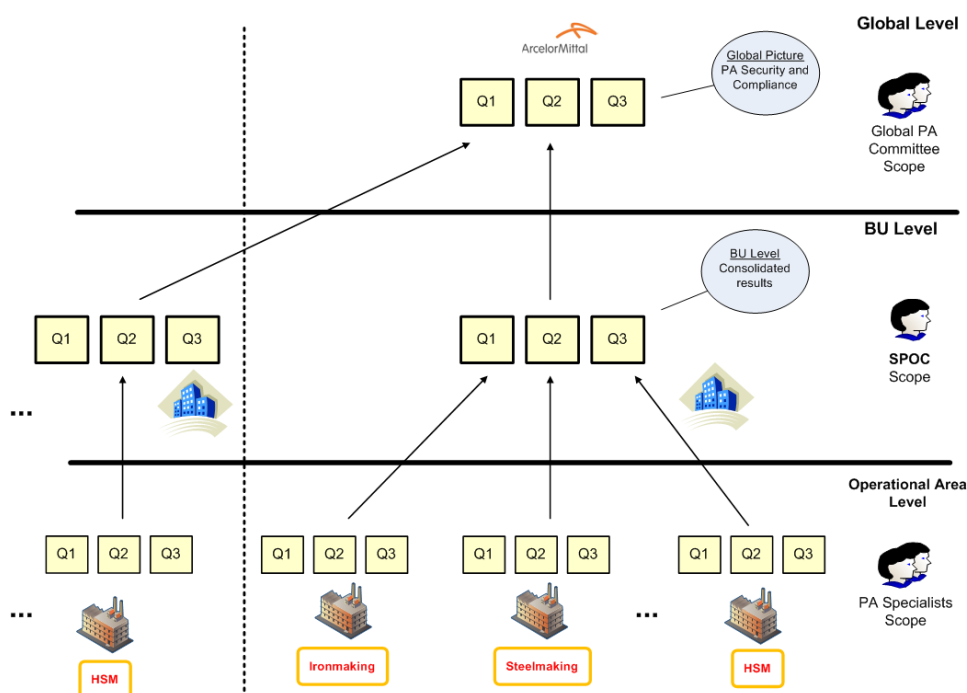 Global Level
ArcelorMittal
Global Picture
PA Security and
Compliance
Q1 Q2 Q3
Global PA
Committee
Scope
BU Level
BU Level
Consolidated
results
Q1 Q2 Q3 Q1 Q2 Q3
SPOC
Scope
...
Operational Area
Level
Q1 Q2 Q3 Q1 Q2 Q3 Q1 Q2 Q3 Q1 Q2 Q3
PA Specialists
Scope
... ...
HSM Ironmaking Steelmaking HSM